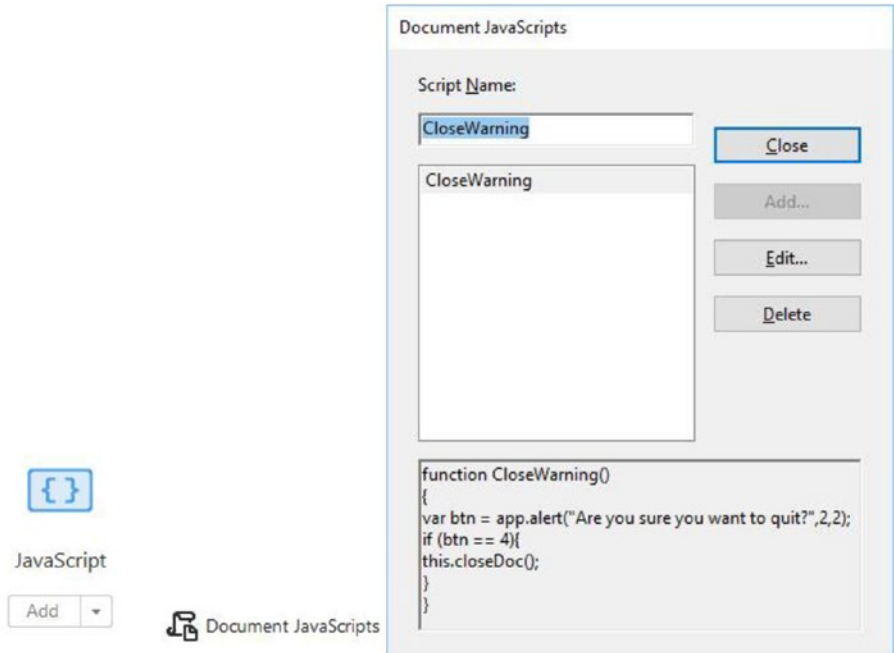 Document JavaScripts
Script Name:
CloseWarning
Close
CloseWarning
Add...
Edit...
Delete
function CloseWarning()
{
var btn = app.alert("Are you sure you want to quit?",2,2);
if (btn == 4){
this.closeDoc();
}
}
{ }
JavaScript
Add
Document JavaScripts